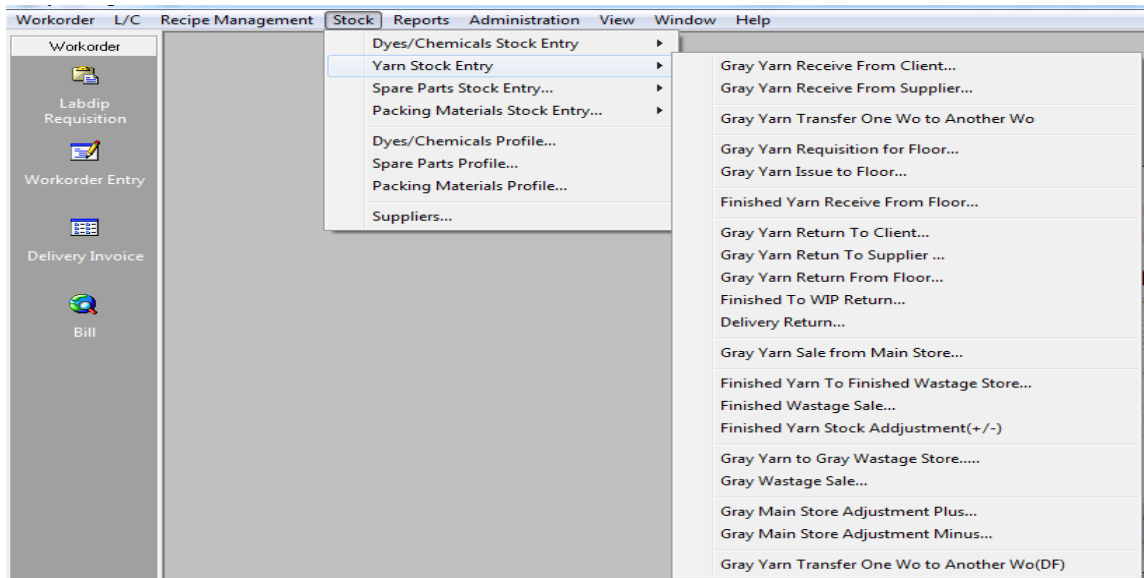 Workorder L/C Recipe Management Stock Reports Administration View Window Help
Workorder
Labdip
Requisition
Workorder Entry
Delivery Invoice
Bill
Dyes/Chemicals Stock Entry
Yarn Stock Entry
Spare Parts Stock Entry...
Packing Materials Stock Entry...
Dyes/Chemicals Profile...
Spare Parts Profile...
Packing Materials Profile...
Suppliers...
Gray Yarn Receive From Client...
Gray Yarn Receive From Supplier...
Gray Yarn Transfer One Wo to Another Wo
Gray Yarn Requisition for Floor...
Gray Yarn Issue to Floor...
Finished Yarn Receive From Floor...
Gray Yarn Return To Client...
Gray Yarn Retun To Supplier ...
Gray Yarn Return From Floor...
Finished To WIP Return...
Delivery Return...
Gray Yarn Sale from Main Store...
Finished Yarn To Finished Wastage Store...
Finished Wastage Sale...
Finished Yarn Stock Addjustment(+/-)
Gray Yarn to Gray Wastage Store.....
Gray Wastage Sale...
Gray Main Store Adjustment Plus...
Gray Main Store Adjustment Minus...
Gray Yarn Transfer One Wo to Another Wo(DF)